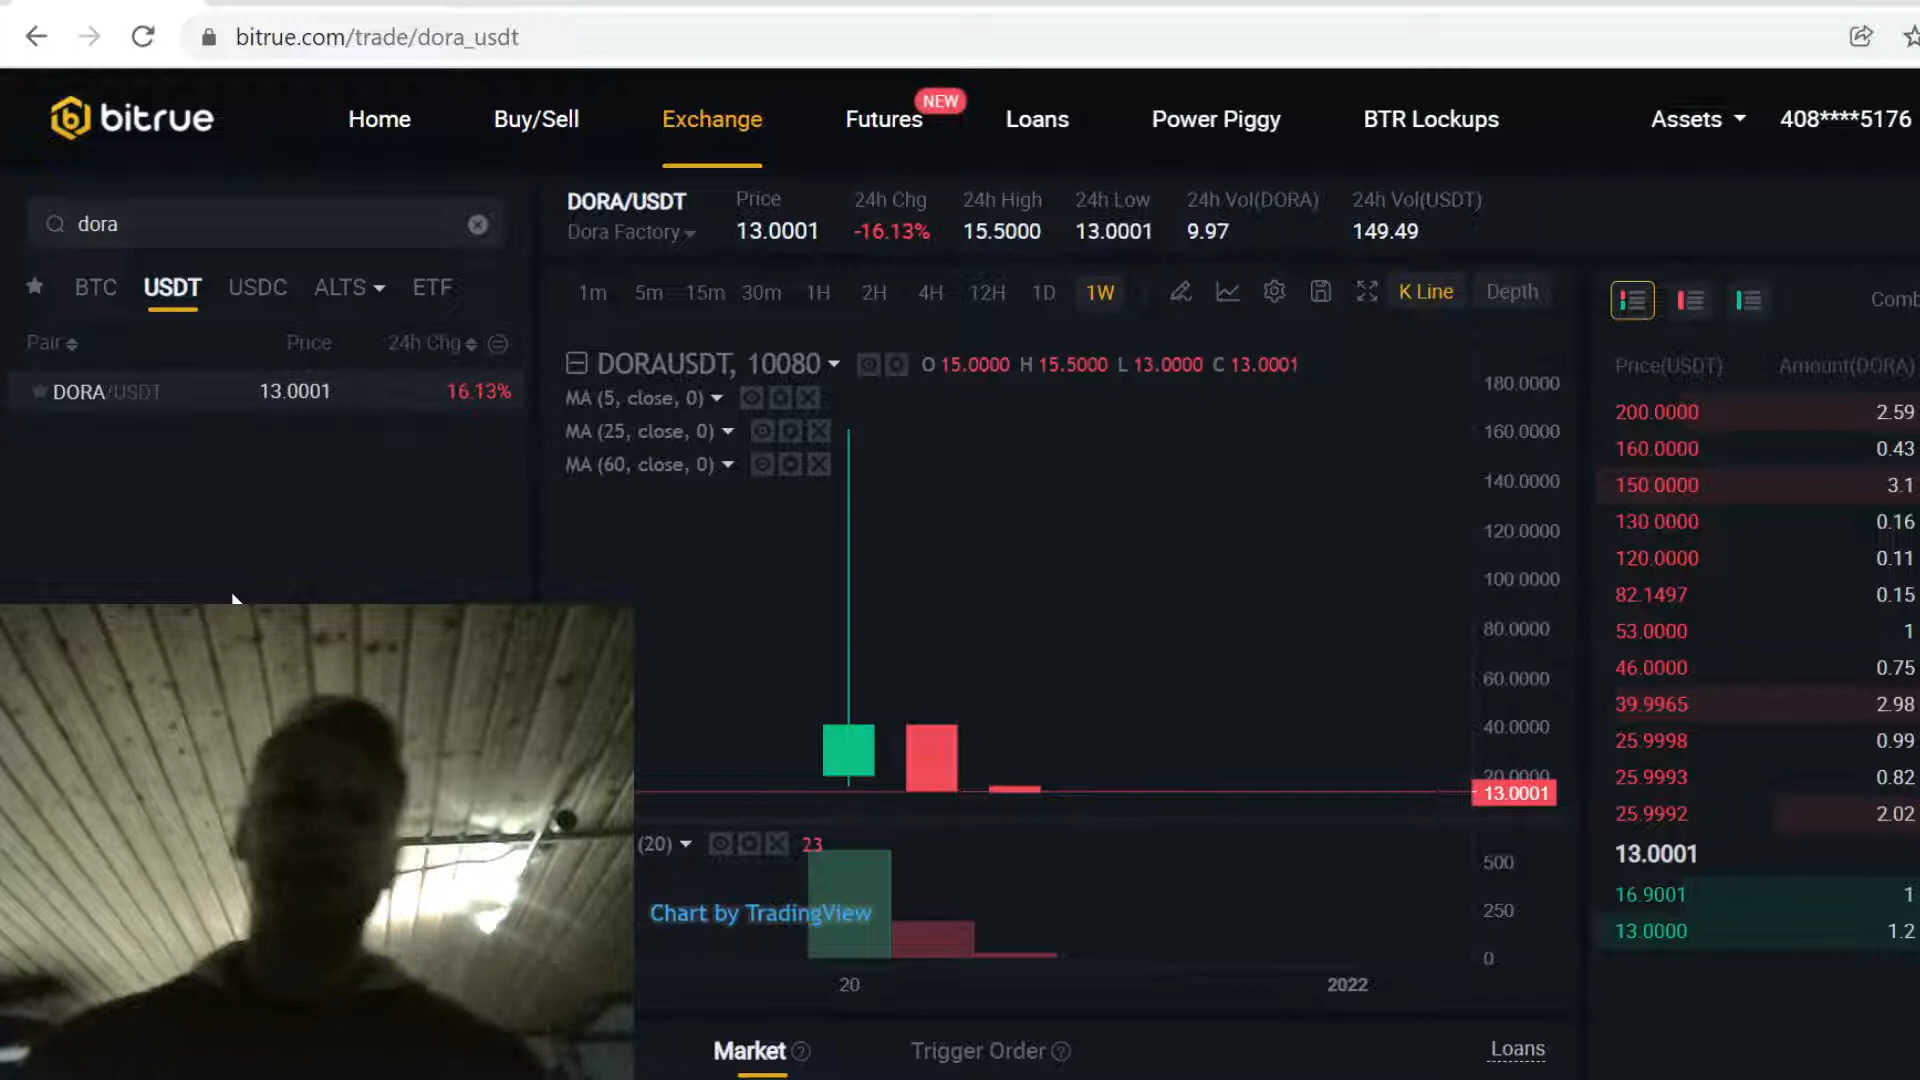 bitrue.com/trade/dora_usdt
bitrue
Home
Buy/Sell
Exchange
Futures
NEW
Loans
Power Piggy
BTR Lockups
Assets
408****5176
dora
BTC USDT USDC ALTS ETF
Pair Price 24h Chg
DORA/USDT 13.0001 16.13%
DORA/USDT
Dora Factory
Price
13.0001
24h Chg
-16.13%
24h High
15.5000
24h Low
13.0001
24h Vol(DORA)
9.97
24h Vol(USDT)
149.49
1m 5m 15m 30m 1H 2H 4H 12H 1D 1W
K Line Depth
DORAUSDT, 10080 O 15.0000 H 15.5000 L 13.0000 C 13.0001
MA (5, close, 0)
MA (25, close, 0)
MA (60, close, 0)
180.0000
160.0000
140.0000
120.0000
100.0000
80.0000
60.0000
40.0000
20.0000
13.0001
(20) 23
500
250
0
Chart by TradingView
20 2022
Market Trigger Order Loans
Comb
Price(USDT) Amount(DORA)
200.0000 2.59
160.0000 0.43
150.0000 3.1
130.0000 0.16
120.0000 0.11
82.1497 0.15
53.0000 1
46.0000 0.75
39.9965 2.98
25.9998 0.99
25.9993 0.82
25.9992 2.02
13.0001
16.9001 1
13.0000 1.2